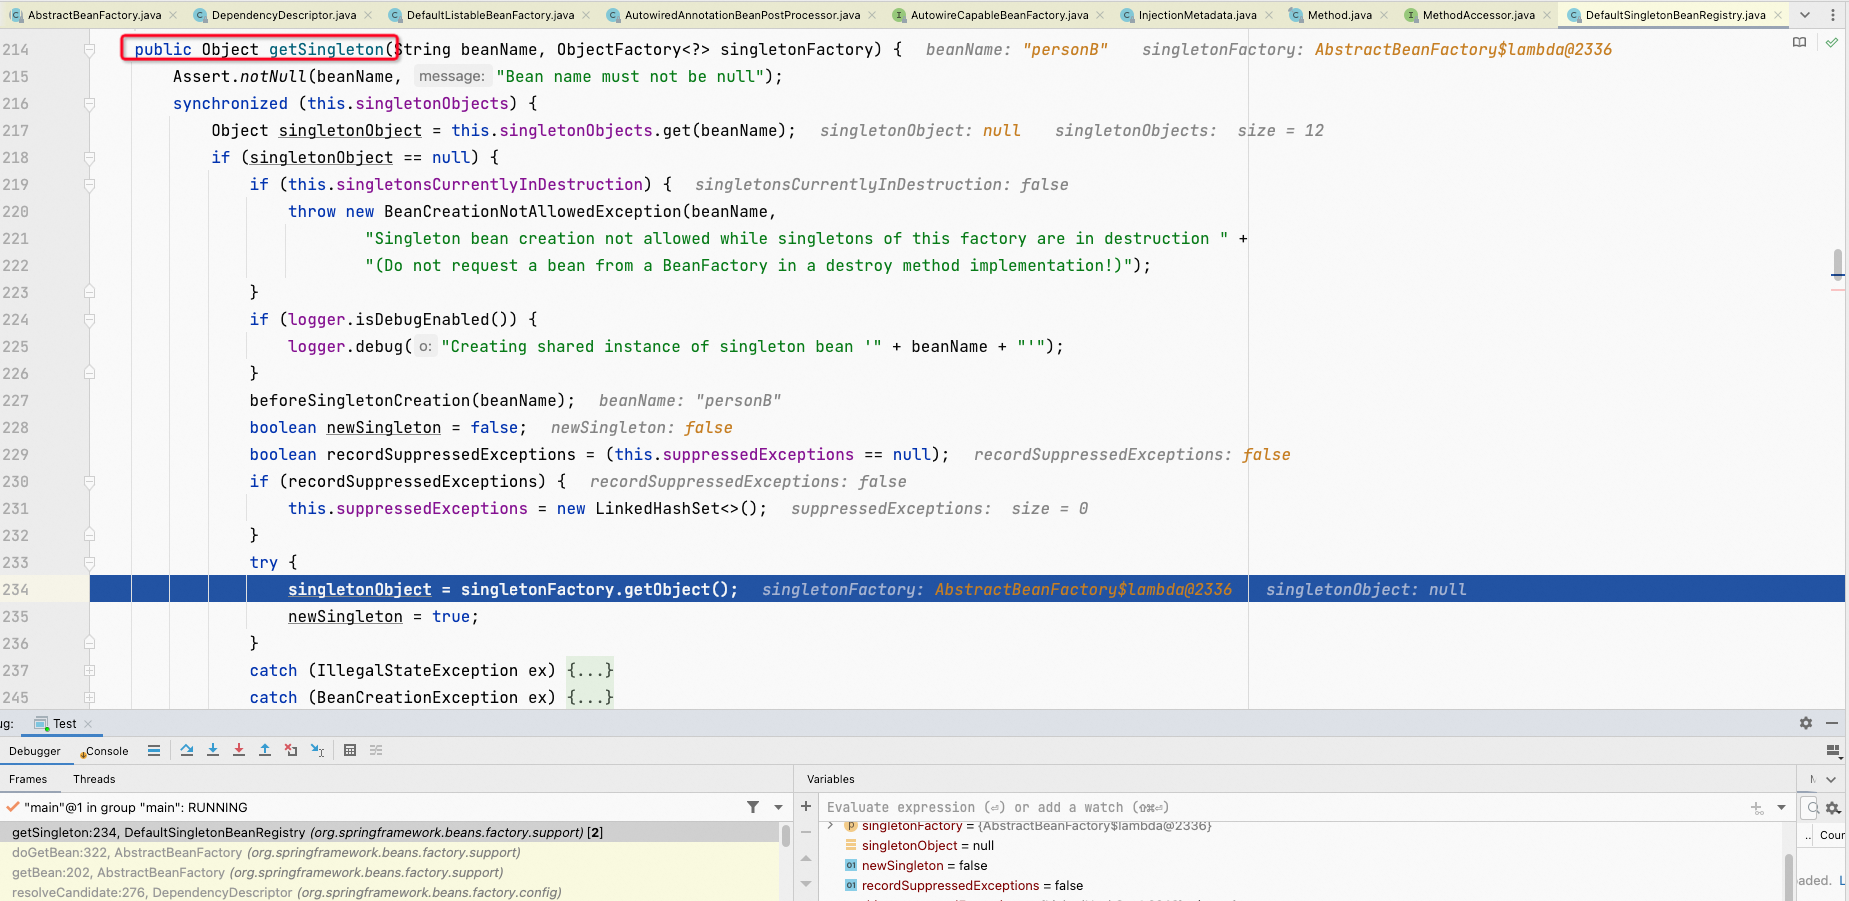 AbstractBeanFactory.java DependencyDescriptor.java DefaultListableBeanFactory.java AutowiredAnnotationBeanPostProcessor.java AutowireCapableBeanFactory.java InjectionMetadata.java Method.java MethodAccessor.java DefaultSingletonBeanRegistry.java
214 public Object getSingleton(String beanName, ObjectFactory<?> singletonFactory) { beanName: "personB" singletonFactory: AbstractBeanFactory$lambda@2336
215 Assert.notNull(beanName, message: "Bean name must not be null");
216 synchronized (this.singletonObjects) {
217 Object singletonObject = this.singletonObjects.get(beanName); singletonObject: null singletonObjects: size = 12
218 if (singletonObject == null) {
219 if (this.singletonsCurrentlyInDestruction) { singletonsCurrentlyInDestruction: false
220 throw new BeanCreationNotAllowedException(beanName,
221 "Singleton bean creation not allowed while singletons of this factory are in destruction " +
222 "(Do not request a bean from a BeanFactory in a destroy method implementation!)");
223 }
224 if (logger.isDebugEnabled()) {
225 logger.debug( o: "Creating shared instance of singleton bean '" + beanName + "'");
226 }
227 beforeSingletonCreation(beanName); beanName: "personB"
228 boolean newSingleton = false; newSingleton: false
229 boolean recordSuppressedExceptions = (this.suppressedExceptions == null); recordSuppressedExceptions: false
230 if (recordSuppressedExceptions) { recordSuppressedExceptions: false
231 this.suppressedExceptions = new LinkedHashSet<>(); suppressedExceptions: size = 0
232 }
233 try {
234 singletonObject = singletonFactory.getObject(); singletonFactory: AbstractBeanFactory$lambda@2336 singletonObject: null
235 newSingleton = true;
236 }
237 catch (IllegalStateException ex) {...}
245 catch (BeanCreationException ex) {...}
ug: Test
Debugger Console
Frames Threads Variables
"main"@1 in group "main": RUNNING Evaluate expression (⏎) or add a watch (⇧⌘⏎)
getSingleton:234, DefaultSingletonBeanRegistry (org.springframework.beans.factory.support) [2] singletonFactory = {AbstractBeanFactory$lambda@2336} .. Cour
doGetBean:322, AbstractBeanFactory (org.springframework.beans.factory.support) singletonObject = null
getBean:202, AbstractBeanFactory (org.springframework.beans.factory.support) 01 newSingleton = false
resolveCandidate:276, DependencyDescriptor (org.springframework.beans.factory.config) 01 recordSuppressedExceptions = false aded. L